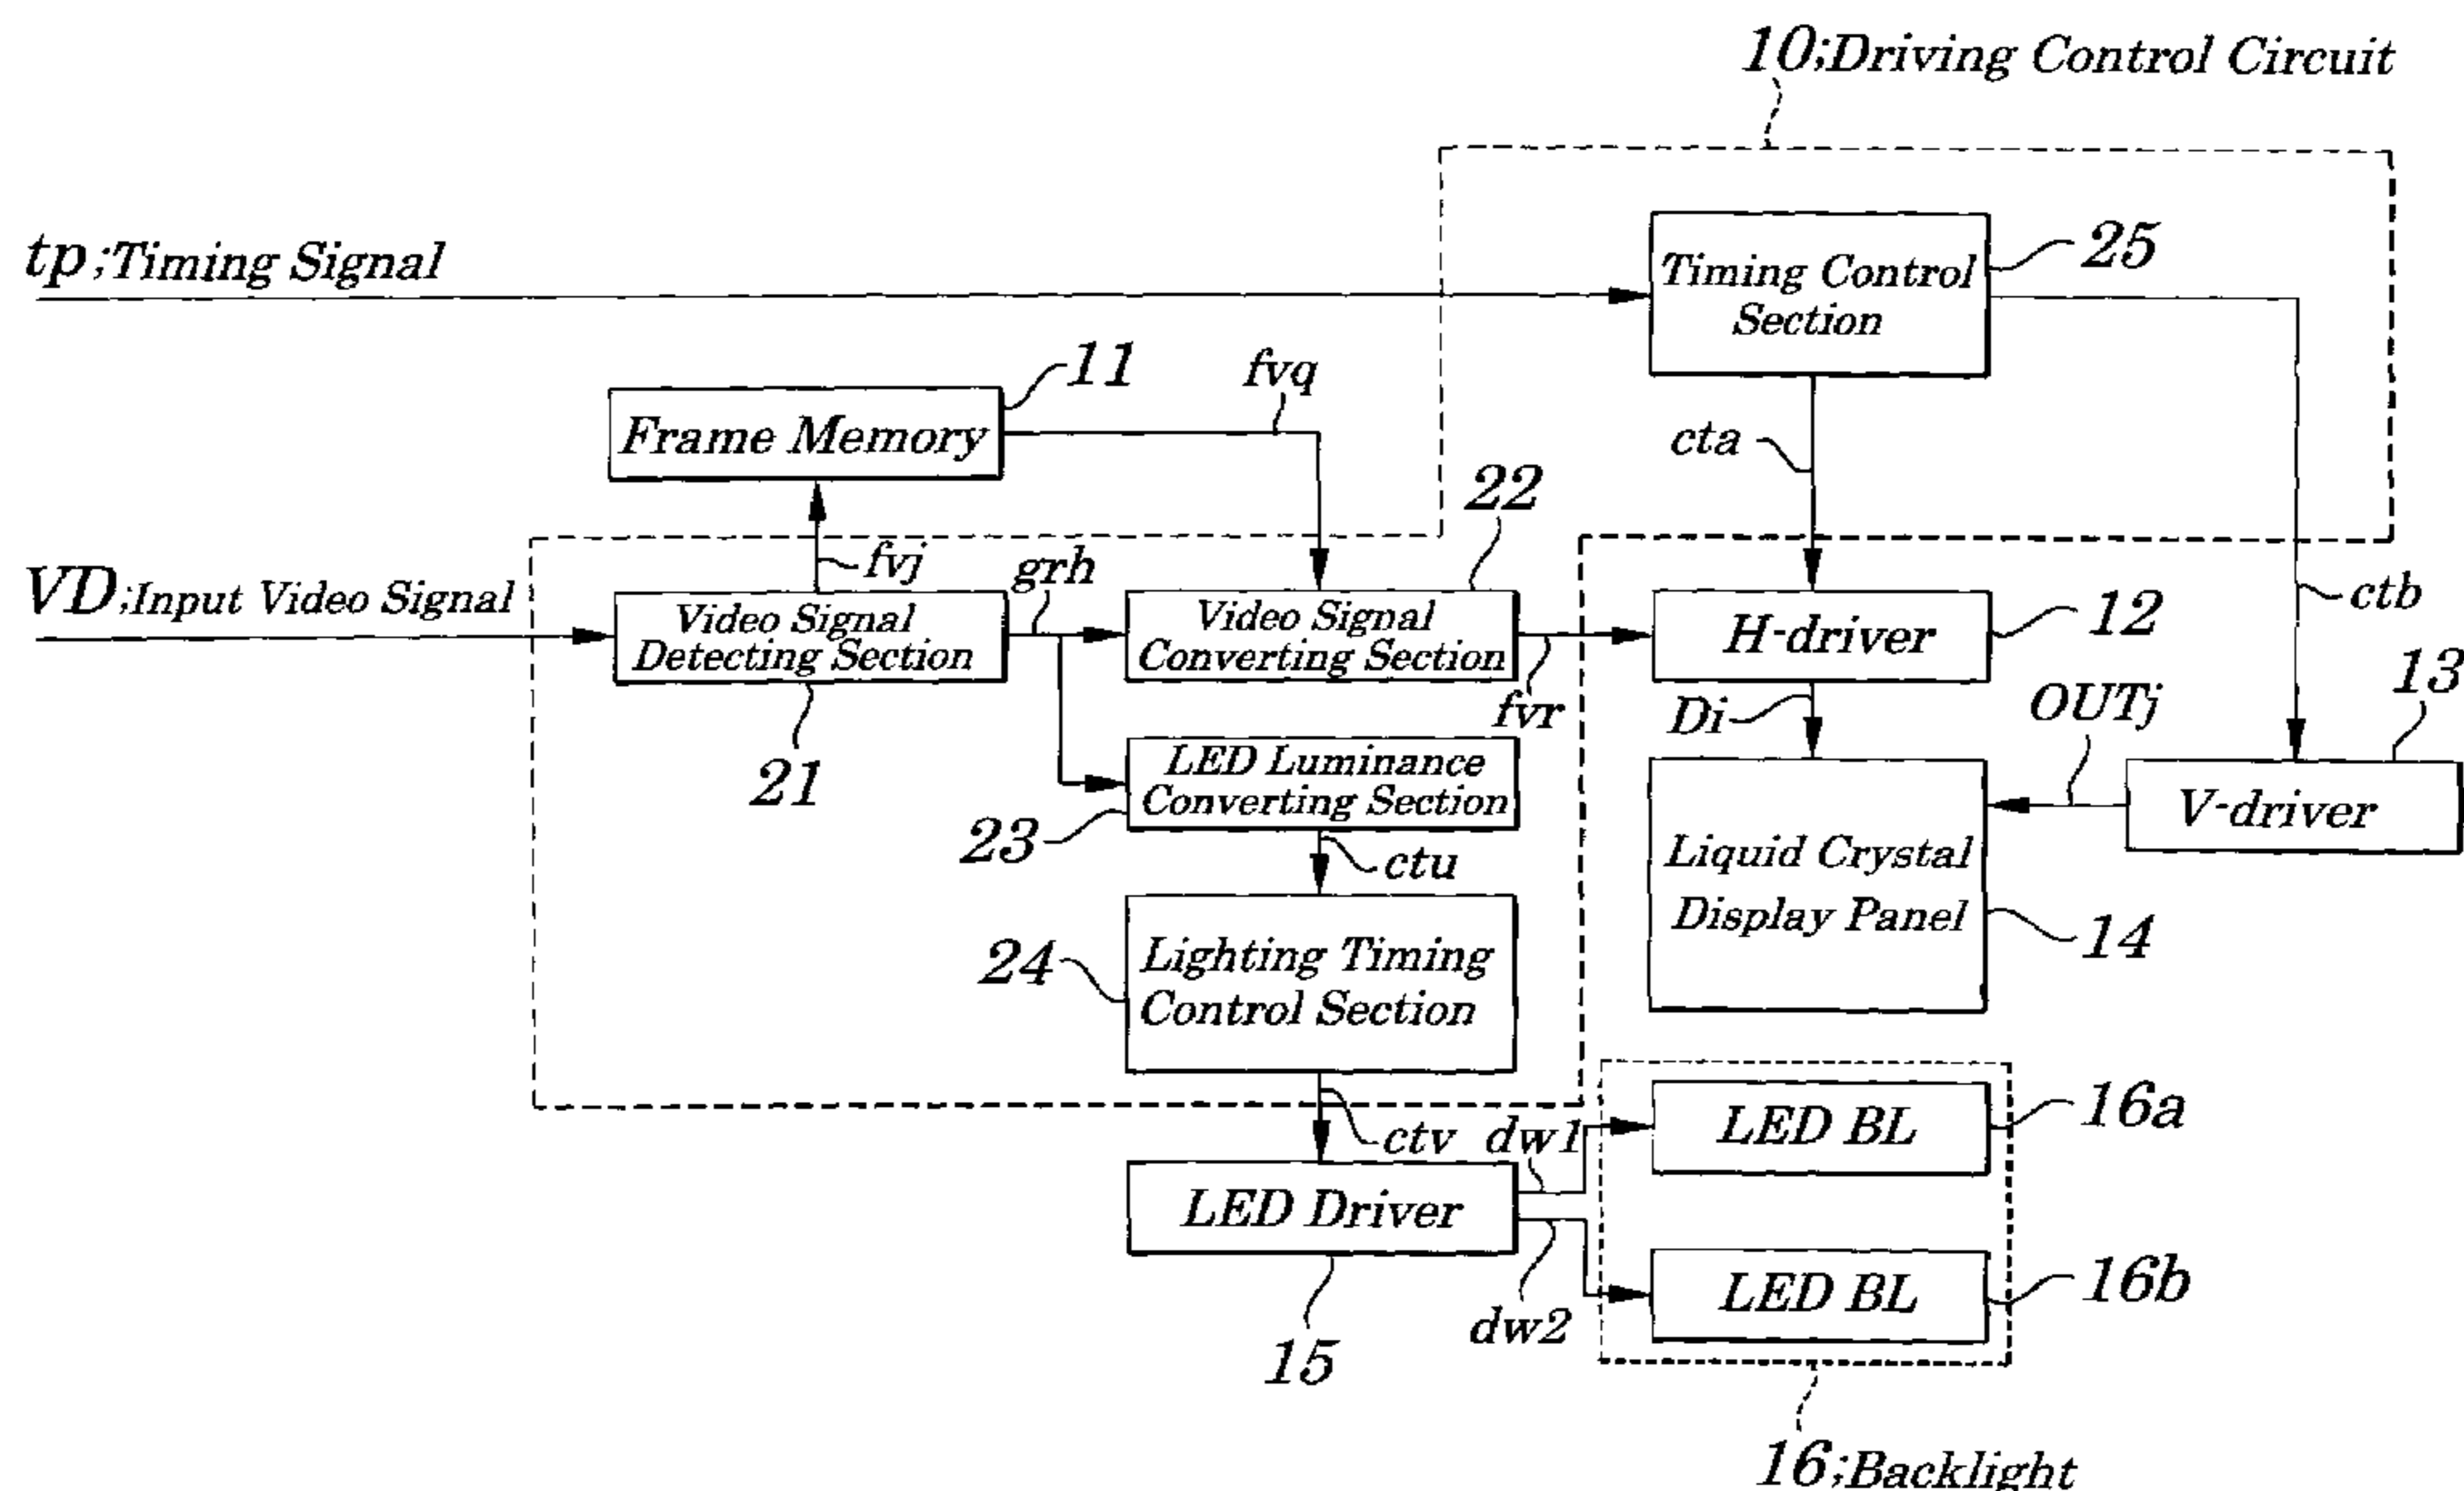 10;Driving Control Circuit
tp;Timing Signal
Timing Control
Section
25
11
Frame Memory
fvq
cta
22
VD;Input Video Signal
fvj
grh
Video Signal
Detecting Section
21
Video Signal
Converting Section
fvr
H-driver
12
ctb
13
Di
OUTj
V-driver
LED Luminance
Converting Section
23
ctu
Liquid Crystal
Display Panel
14
24
Lighting Timing
Control Section
ctv
dw1
LED BL
16a
LED Driver
15
dw2
LED BL
16b
16;Backlight